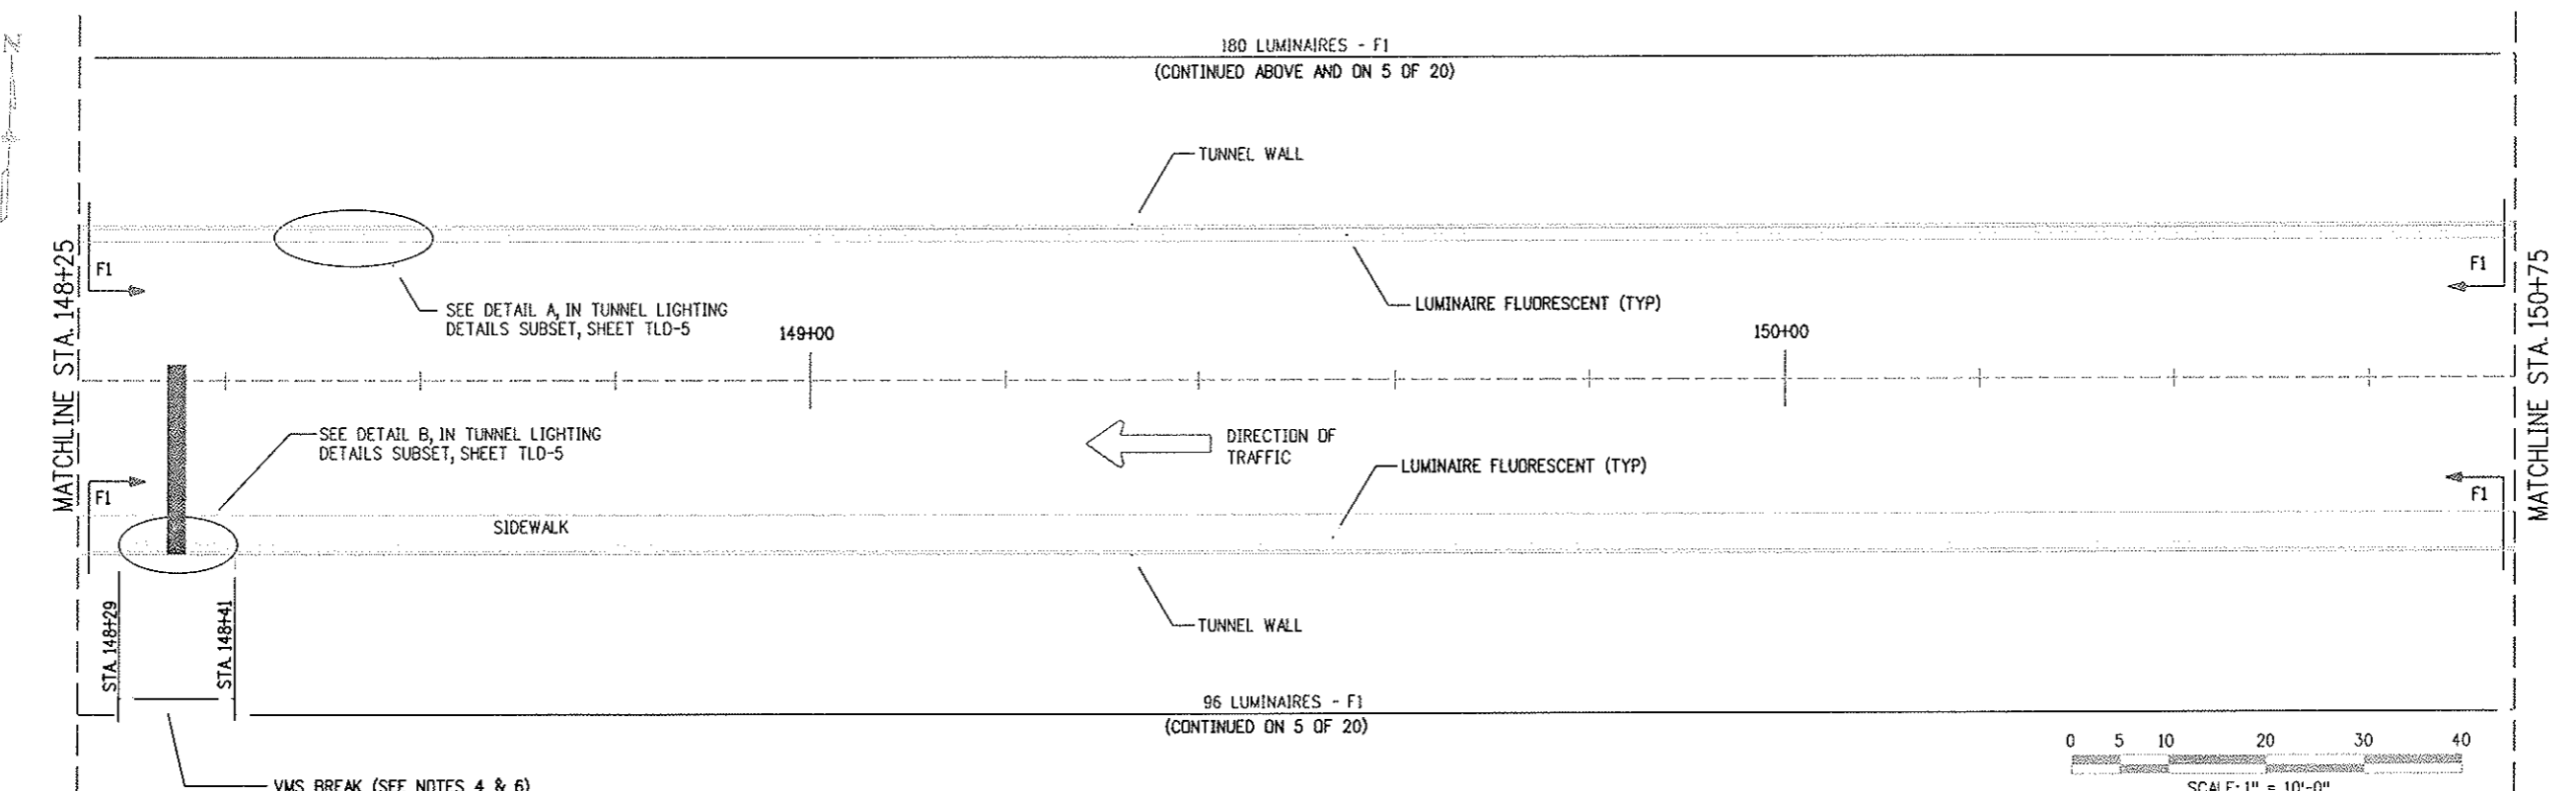 N
180 LUMINAIRES - F1
(CONTINUED ABOVE AND ON 5 OF 20)
TUNNEL WALL
MATCHLINE STA. 148+25
F1
F1
MATCHLINE STA. 150+75
SEE DETAIL A, IN TUNNEL LIGHTING
DETAILS SUBSET, SHEET TLD-5
LUMINAIRE FLUORESCENT (TYP)
149+00
150+00
SEE DETAIL B, IN TUNNEL LIGHTING
DETAILS SUBSET, SHEET TLD-5
DIRECTION OF
TRAFFIC
LUMINAIRE FLUORESCENT (TYP)
F1
F1
SIDEWALK
STA. 148+29
STA. 148+41
TUNNEL WALL
96 LUMINAIRES - F1
(CONTINUED ON 5 OF 20)
0 5 10 20 30 40
SCALE: 1" = 10'-0"
VMS BREAK (SEE NOTES 4 & 6)